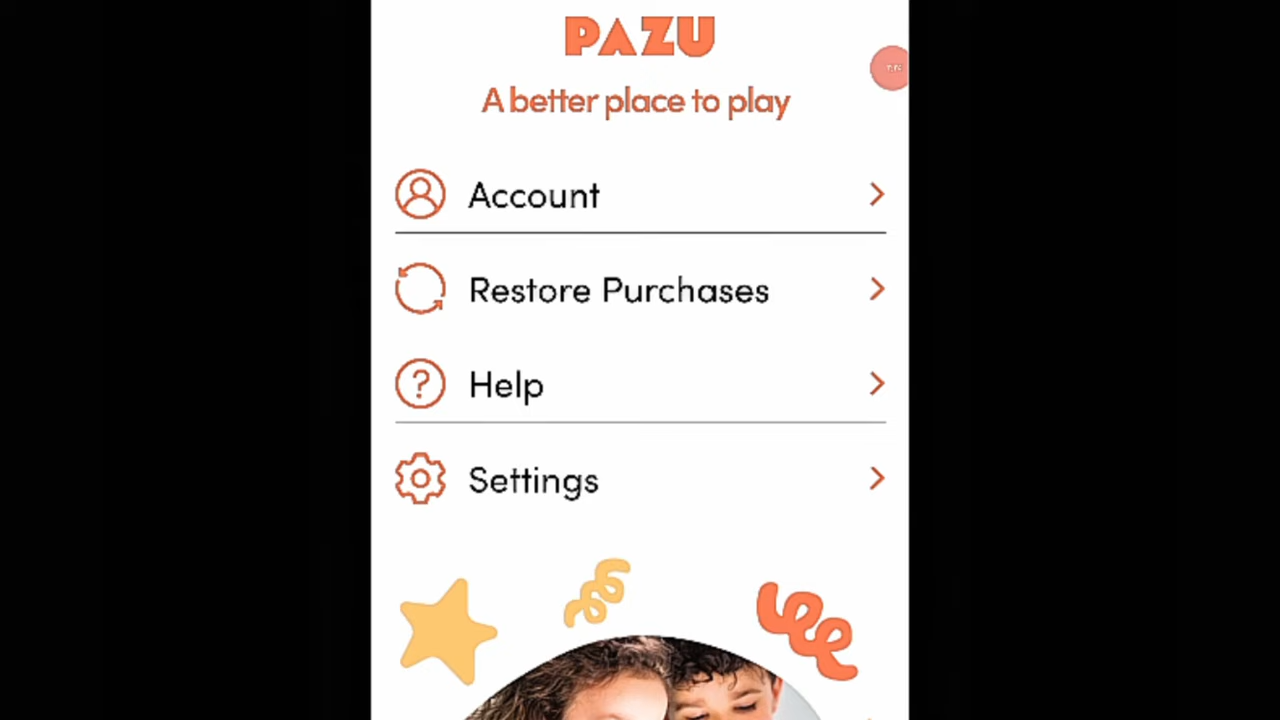 PAZU
A better place to play
Account
Restore Purchases
Help
Settings